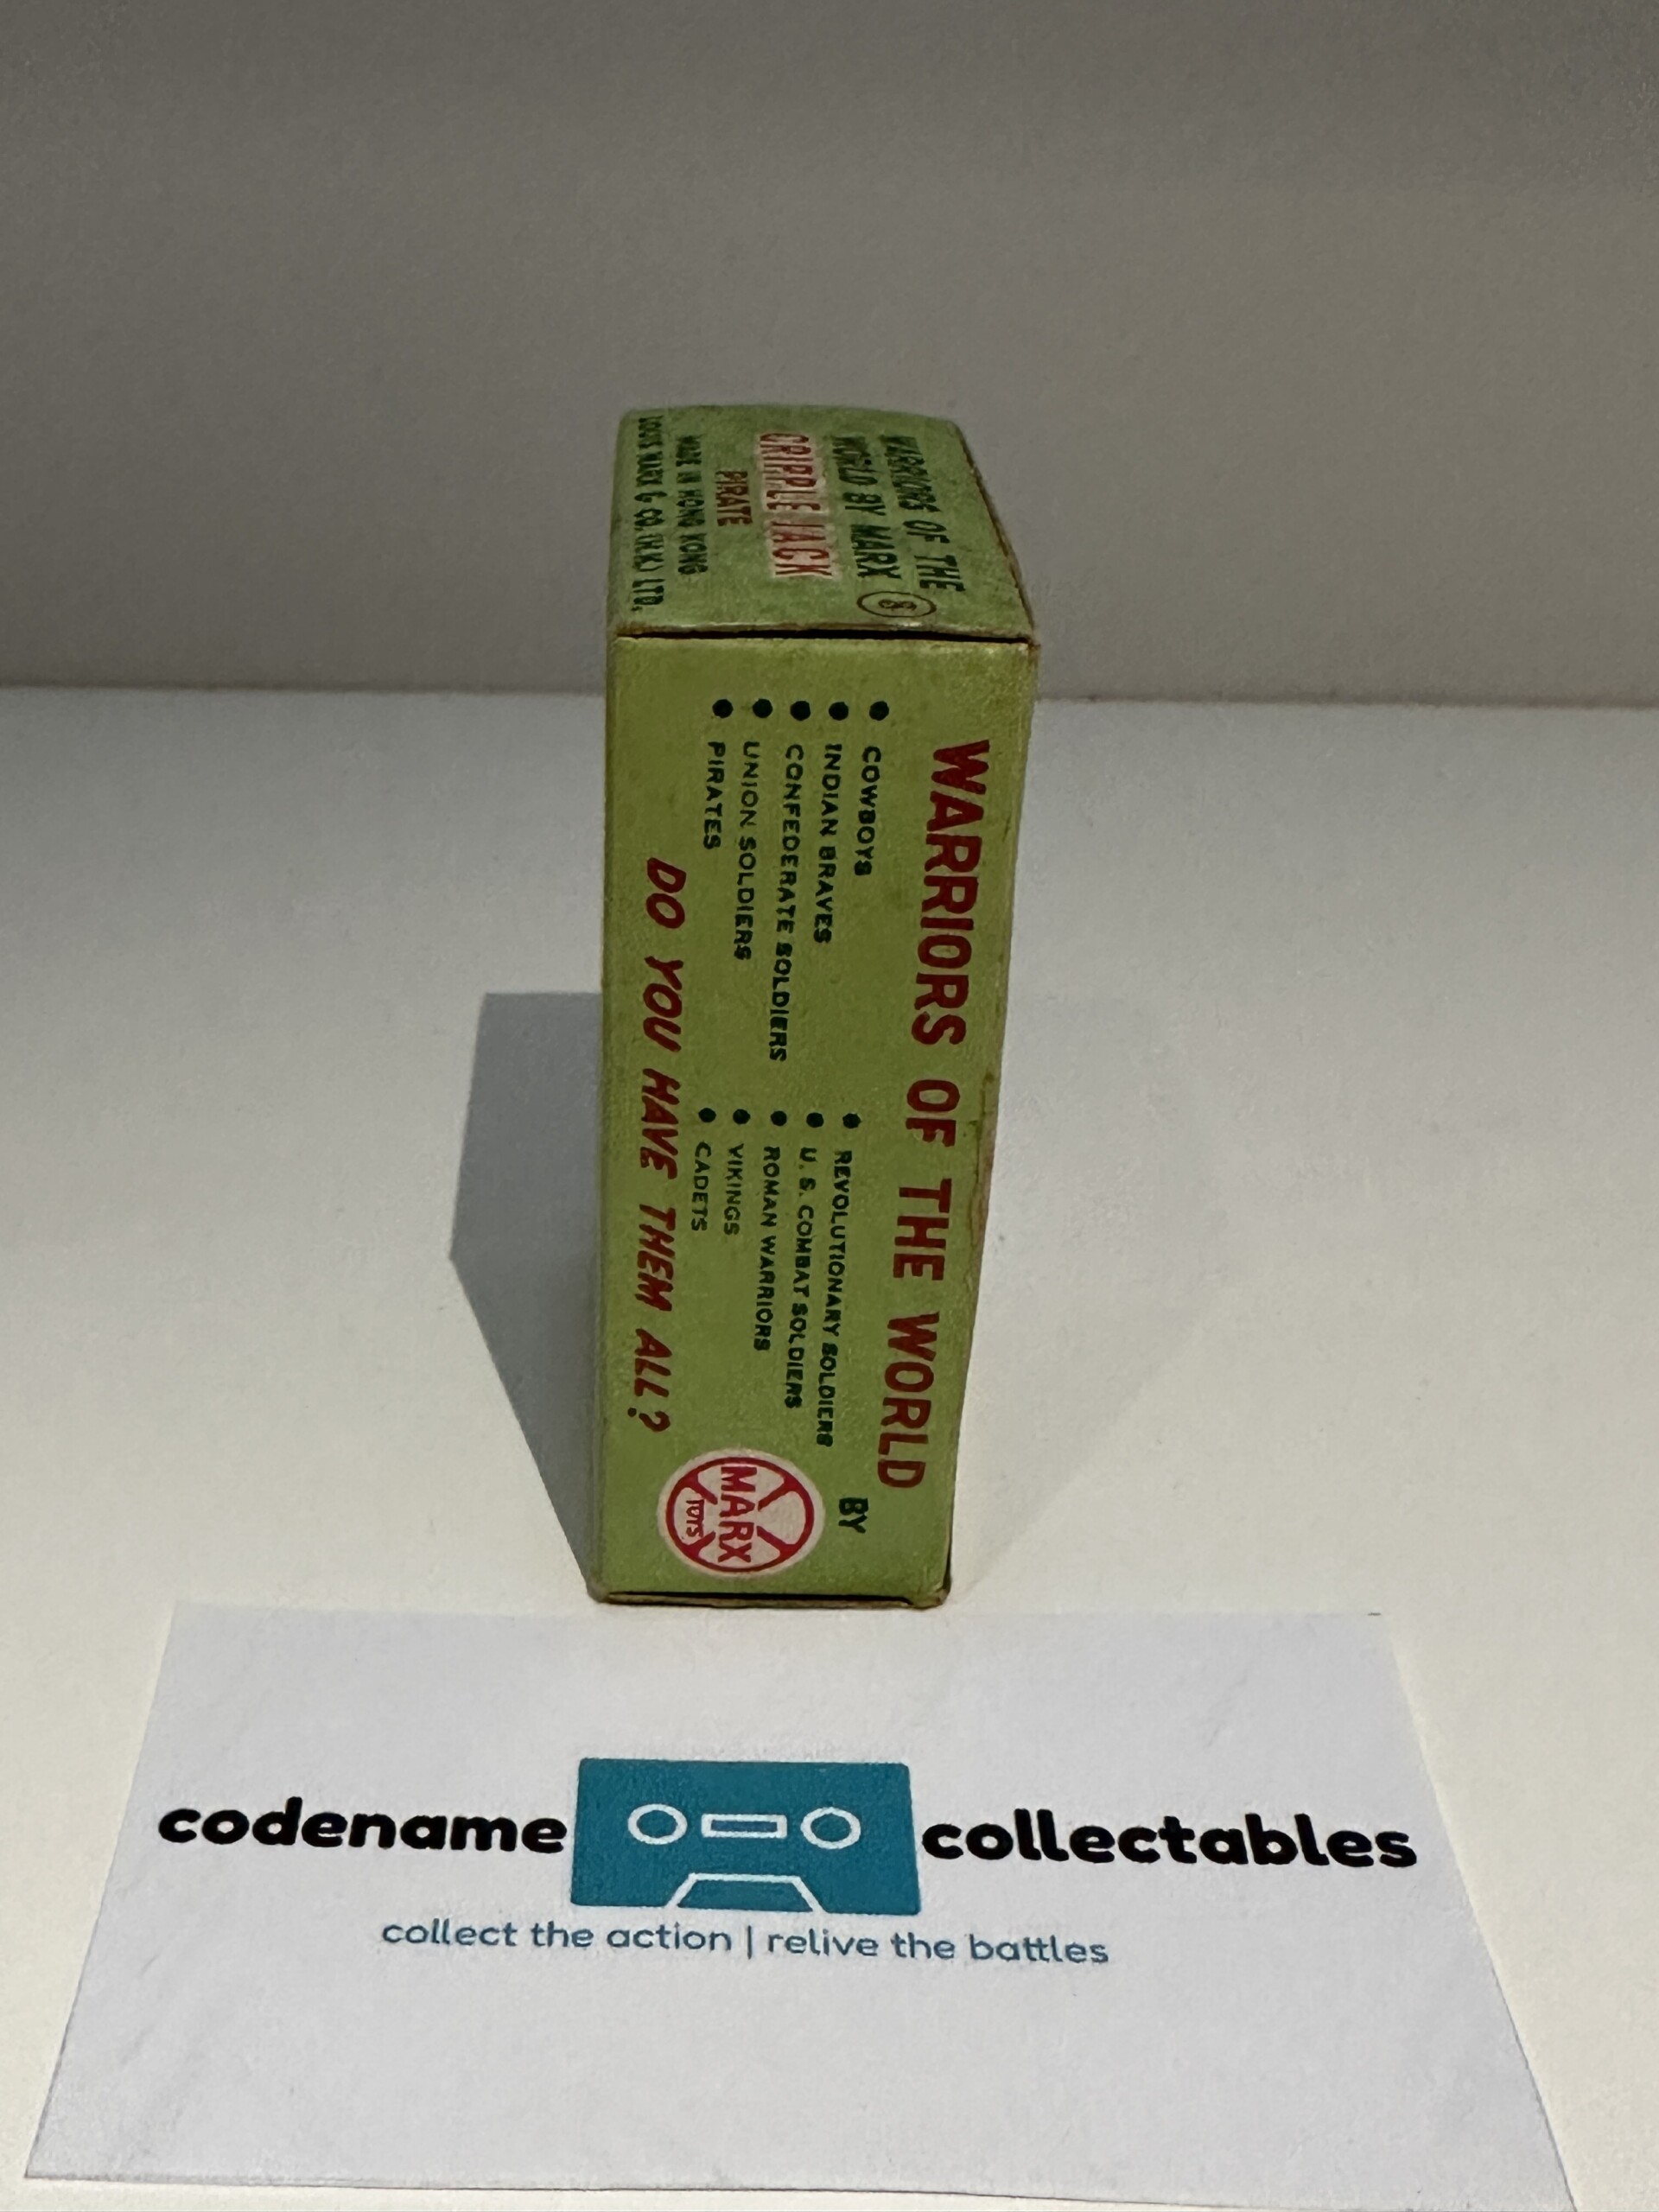 WARRIORS OF THE
WORLD BY MARX
8
CRIPPLE JACK
PIRATE
MADE IN HONG KONG
LOUIS MARX & CO. (H.K.) LTD.
WARRIORS OF THE WORLD
BY
MARX
TOYS
• COWBOYS
• INDIAN BRAVES
• CONFEDERATE SOLDIERS
• UNION SOLDIERS
• PIRATES
• REVOLUTIONARY SOLDIERS
• U. S. COMBAT SOLDIERS
• ROMAN WARRIORS
• VIKINGS
• CADETS
DO YOU HAVE THEM ALL?
codename collectables
collect the action | relive the battles